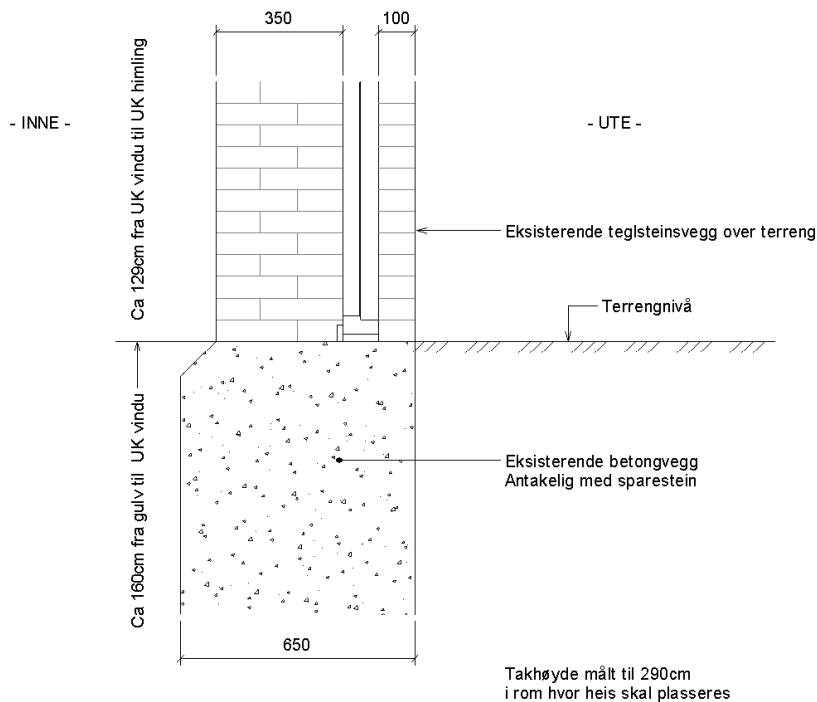 350
100
- INNE -
- UTE -
Ca 129cm fra UK vindu til UK himling
Eksisterende teglsteinsvegg over terreng
Terrengnivå
Ca 160cm fra gulv til UK vindu
Eksisterende betongvegg
Antakelig med sparestein
650
Takhøyde målt til 290cm
i rom hvor heis skal plasseres